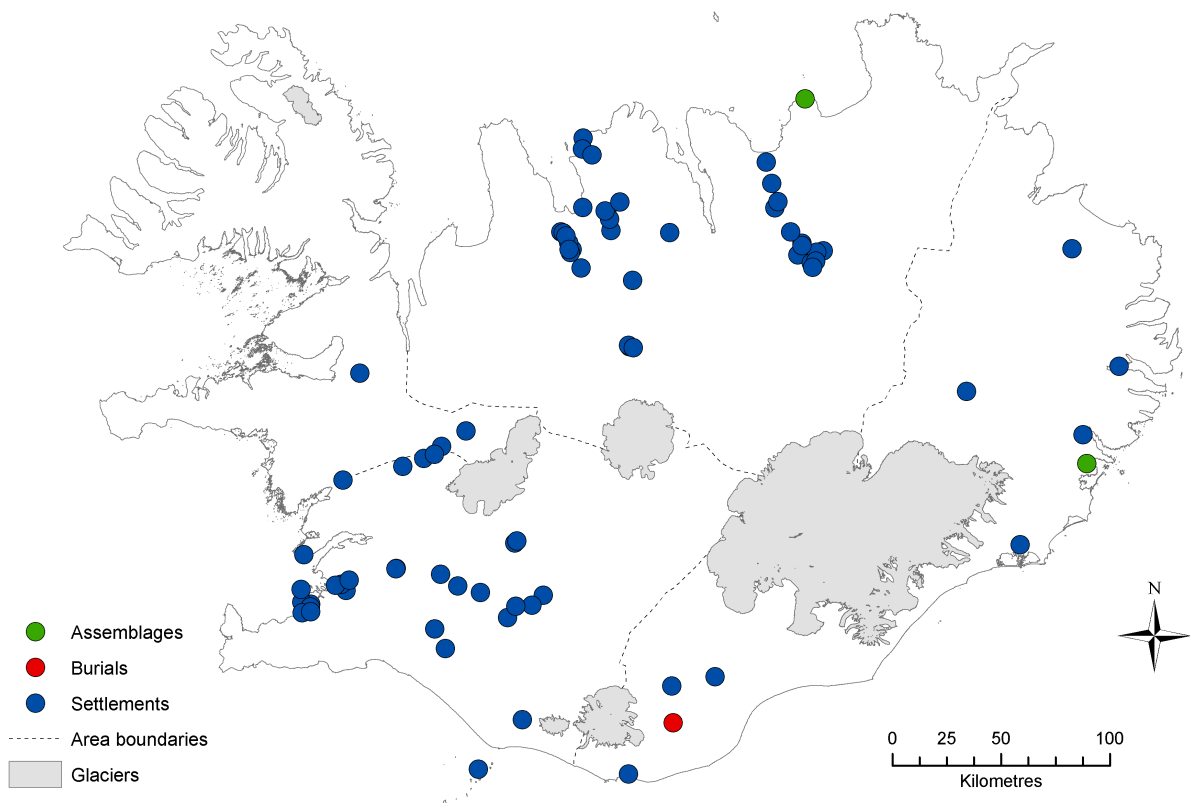 N
Assemblages
Burials
Settlements
Area boundaries
Glaciers
0 25 50 100
Kilometres